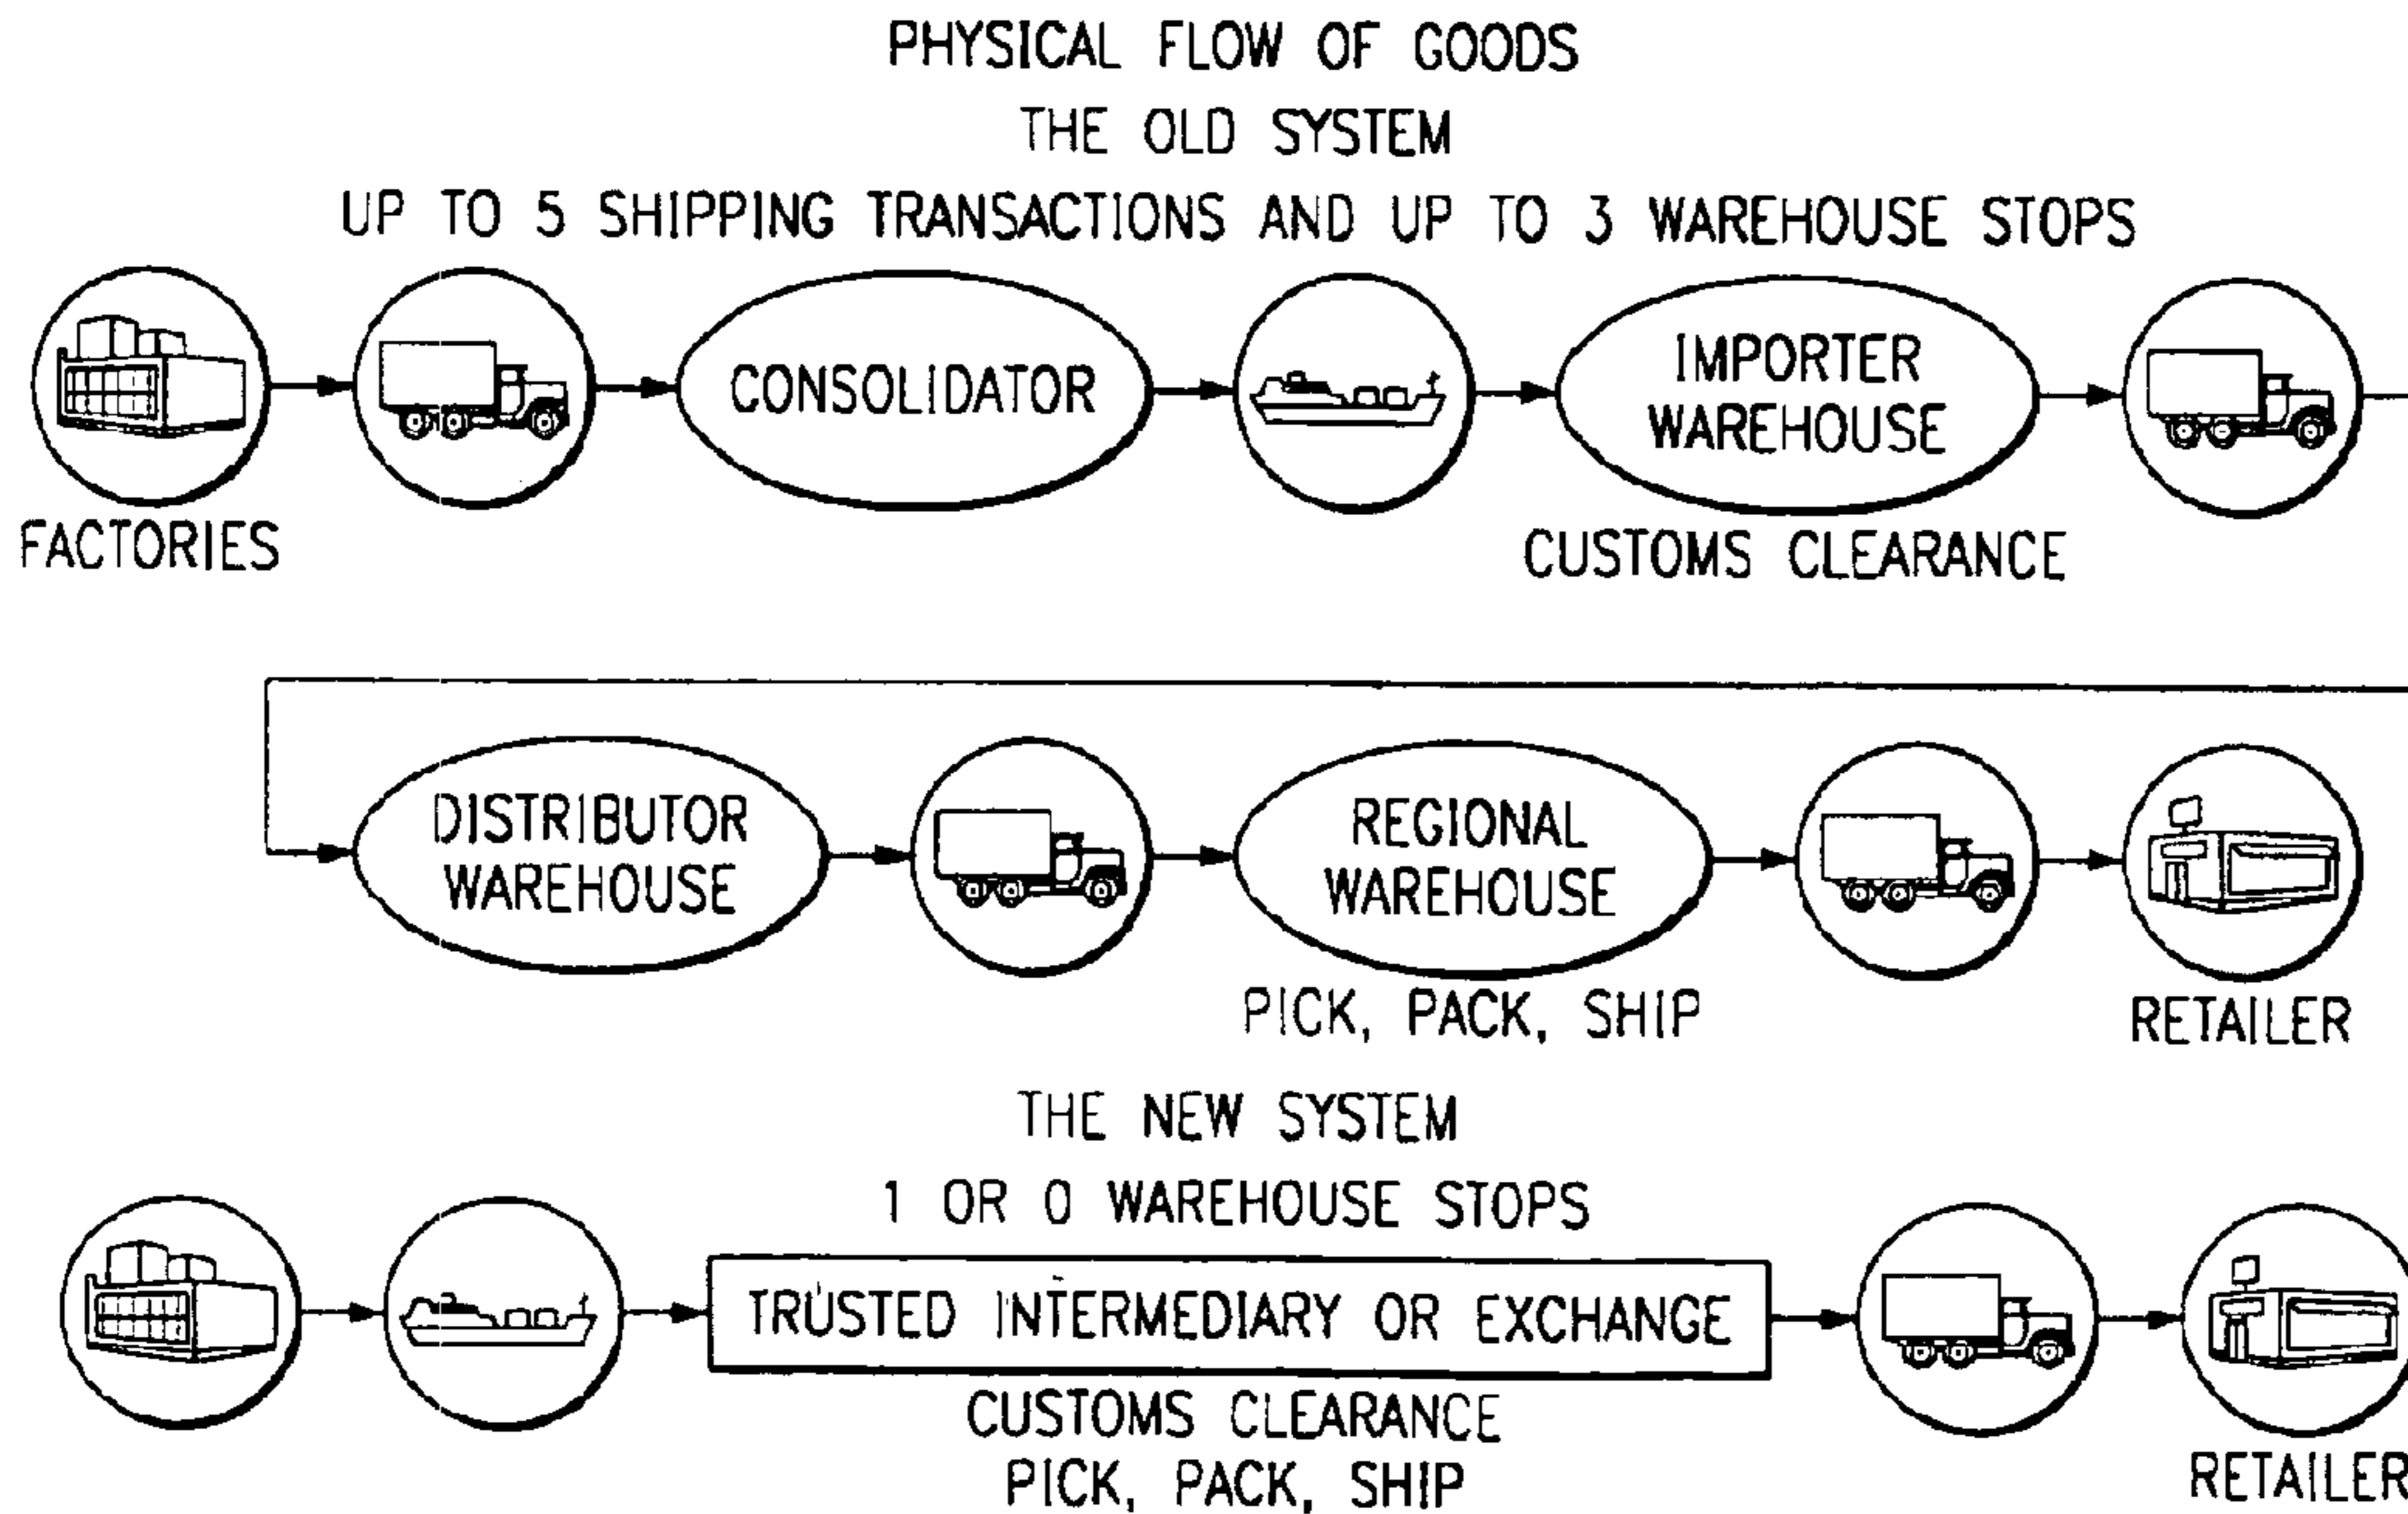 PHYSICAL FLOW OF GOODS
THE OLD SYSTEM
UP TO 5 SHIPPING TRANSACTIONS AND UP TO 3 WAREHOUSE STOPS
CONSOLIDATOR
IMPORTER
WAREHOUSE
FACTORIES
CUSTOMS CLEARANCE
DISTRIBUTOR
WAREHOUSE
REGIONAL
WAREHOUSE
PICK, PACK, SHIP
RETAILER
THE NEW SYSTEM
1 OR 0 WAREHOUSE STOPS
TRUSTED INTERMEDIARY OR EXCHANGE
CUSTOMS CLEARANCE
PICK, PACK, SHIP
RETAILER